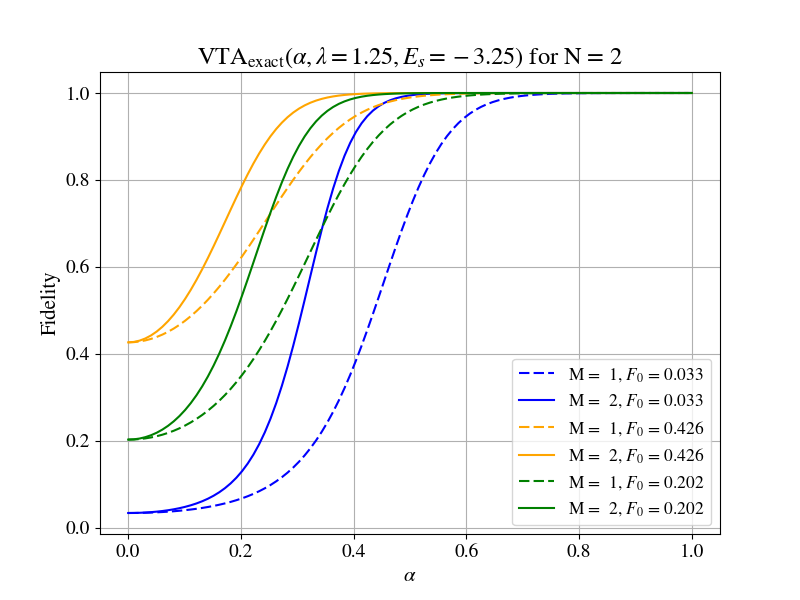 VTA_exact(α, λ = 1.25, E_s = −3.25) for N = 2
Fidelity
1.0
0.8
0.6
0.4
0.2
0.0
M = 1, F_0 = 0.033
M = 2, F_0 = 0.033
M = 1, F_0 = 0.426
M = 2, F_0 = 0.426
M = 1, F_0 = 0.202
M = 2, F_0 = 0.202
0.0 0.2 0.4 0.6 0.8 1.0
α